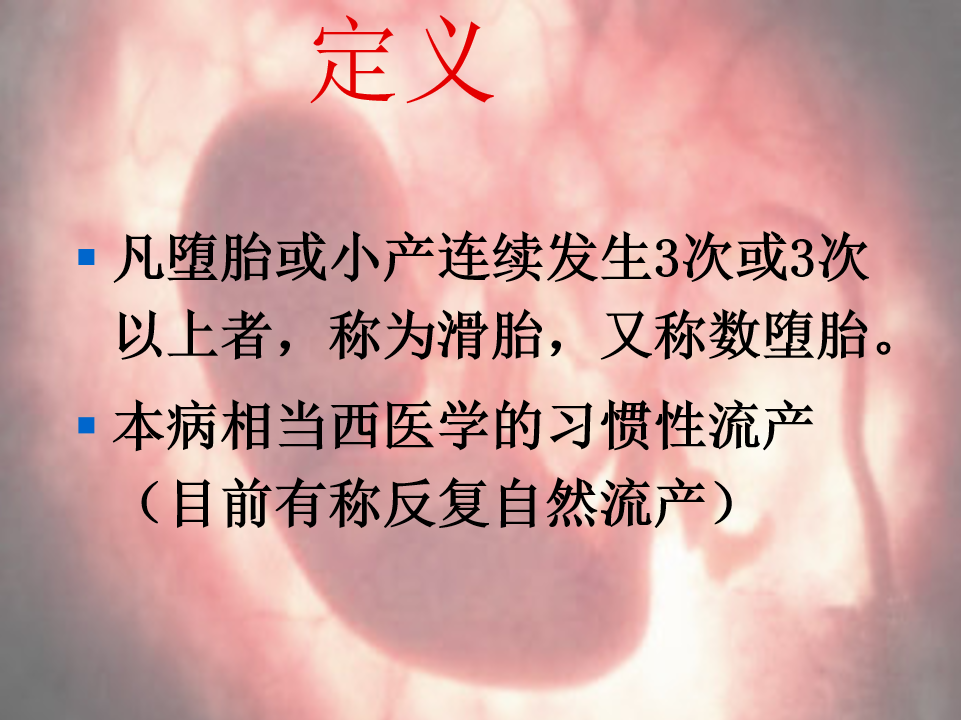 定义
凡堕胎或小产连续发生3次或3次
以上者，称为滑胎，又称数堕胎。
本病相当西医学的习惯性流产
（目前有称反复自然流产）